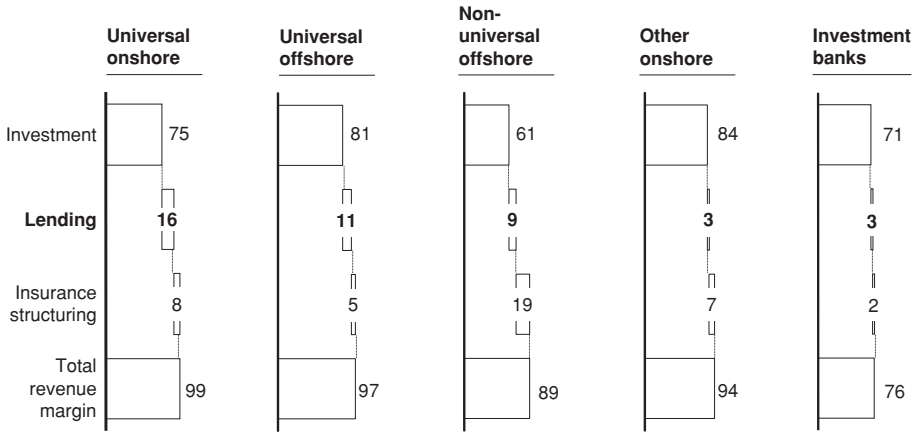 Universal
onshore
Universal
offshore
Non-
universal
offshore
Other
onshore
Investment
banks
Investment 75 81 61 84 71
Lending 16 11 9 3 3
Insurance
structuring
8 5 19 7 2
Total
revenue
margin
99 97 89 94 76